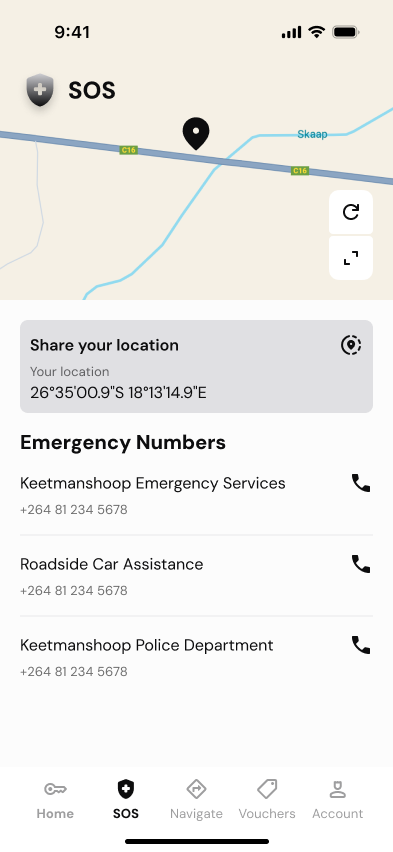 9:41
SOS
Skaap
C16
C16
Share your location
Your location
26°35'00.9"S 18°13'14.9"E
Emergency Numbers
Keetmanshoop Emergency Services
+264 81 234 5678
Roadside Car Assistance
+264 81 234 5678
Keetmanshoop Police Department
+264 81 234 5678
Home SOS Navigate Vouchers Account